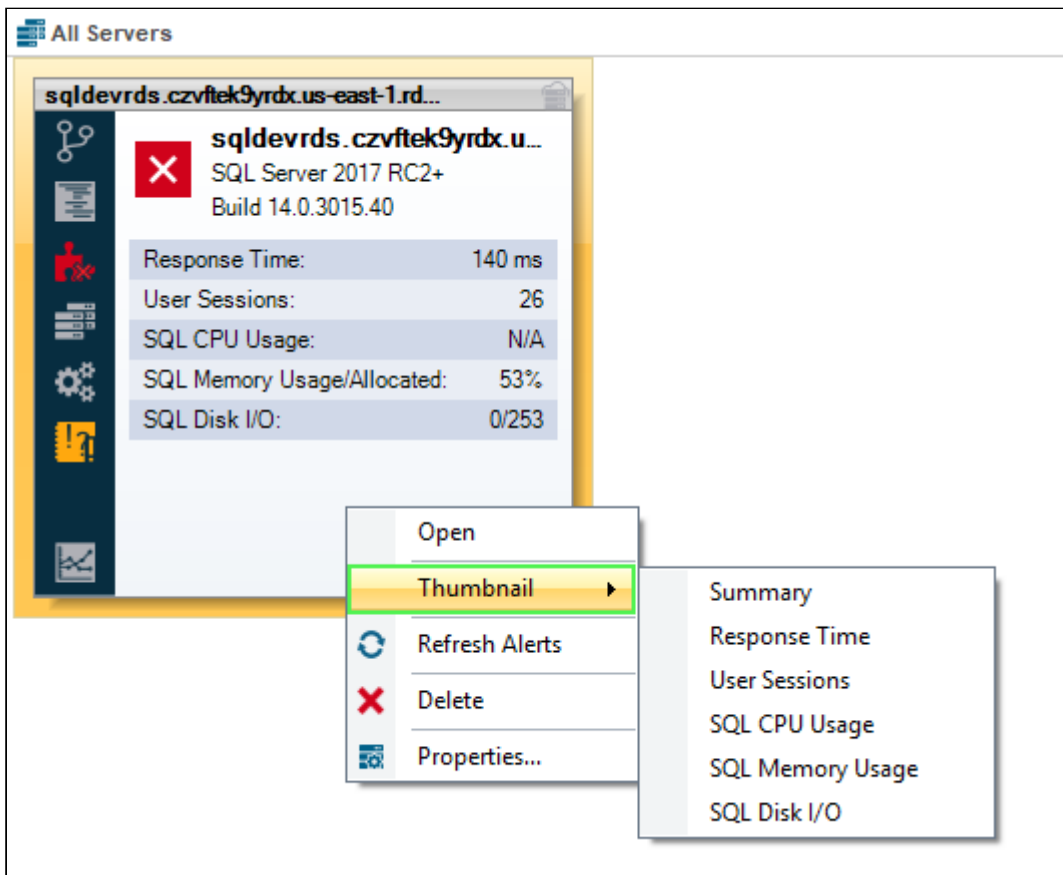 All Servers
sqldevrds.czvftek9yrdx.us-east-1.rd...
sqldevrds.czvftek9yrdx.u...
SQL Server 2017 RC2+
Build 14.0.3015.40
Response Time: 140 ms
User Sessions: 26
SQL CPU Usage: N/A
SQL Memory Usage/Allocated: 53%
SQL Disk I/O: 0/253
Open
Thumbnail
Refresh Alerts
Delete
Properties...
Summary
Response Time
User Sessions
SQL CPU Usage
SQL Memory Usage
SQL Disk I/O